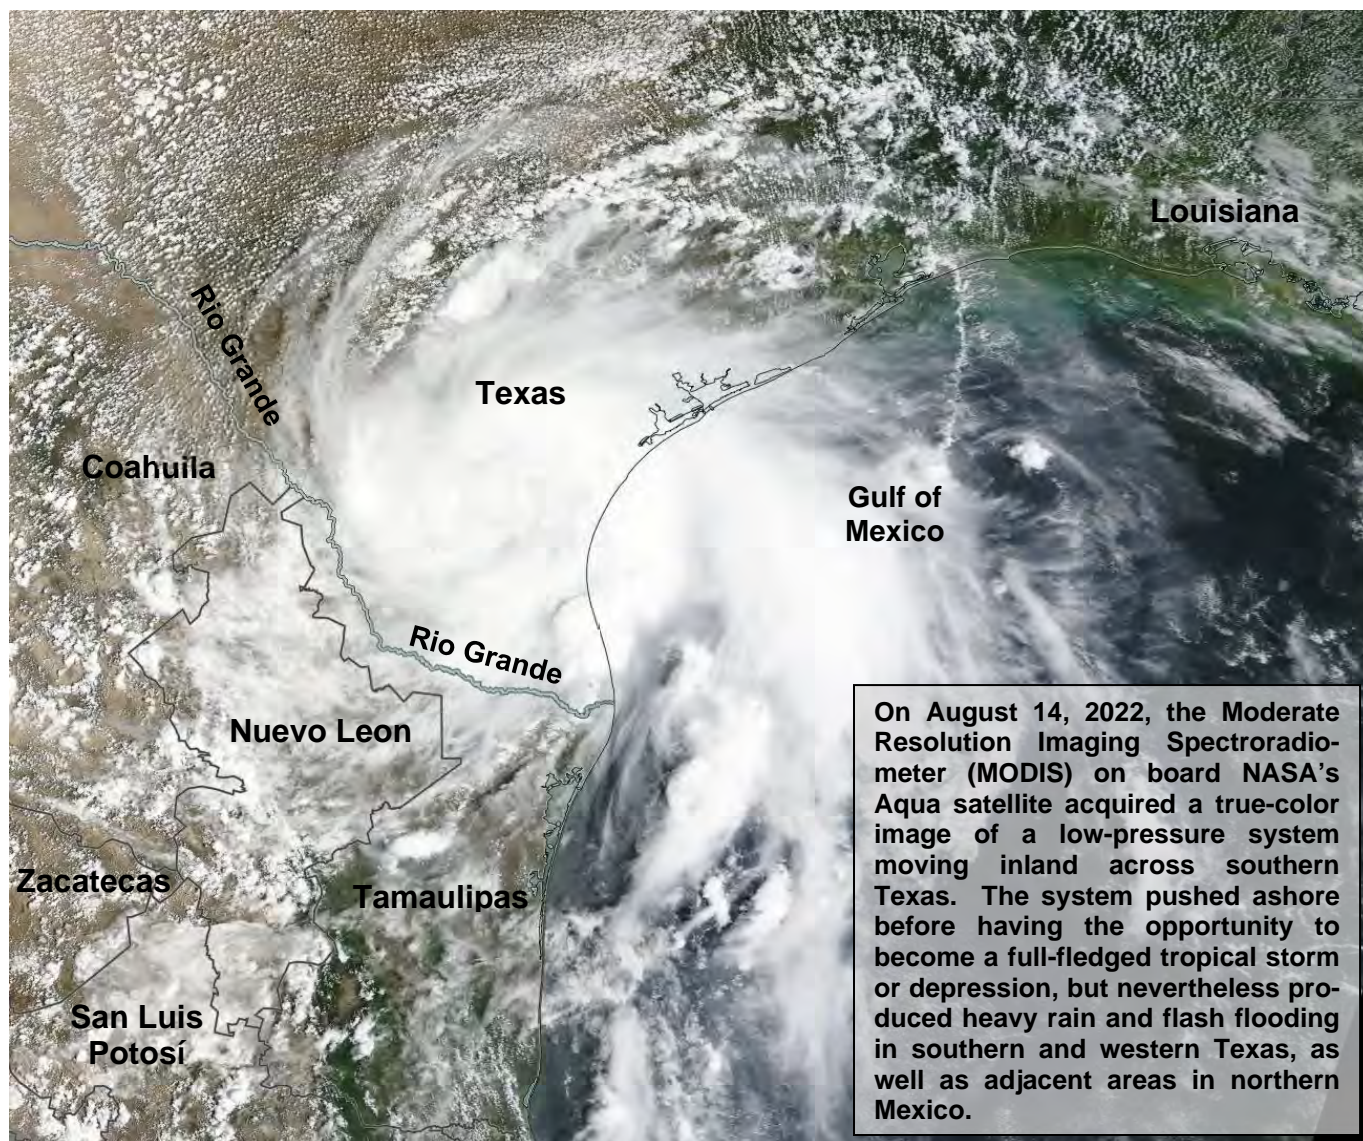 Louisiana
Rio Grande
Texas
Coahuila
Gulf of
Mexico
Rio Grande
Nuevo Leon
Zacatecas
Tamaulipas
San Luis
Potosí
On August 14, 2022, the Moderate
Resolution Imaging Spectroradio-
meter (MODIS) on board NASA’s
Aqua satellite acquired a true-color
image of a low-pressure system
moving inland across southern
Texas. The system pushed ashore
before having the opportunity to
become a full-fledged tropical storm
or depression, but nevertheless pro-
duced heavy rain and flash flooding
in southern and western Texas, as
well as adjacent areas in northern
Mexico.